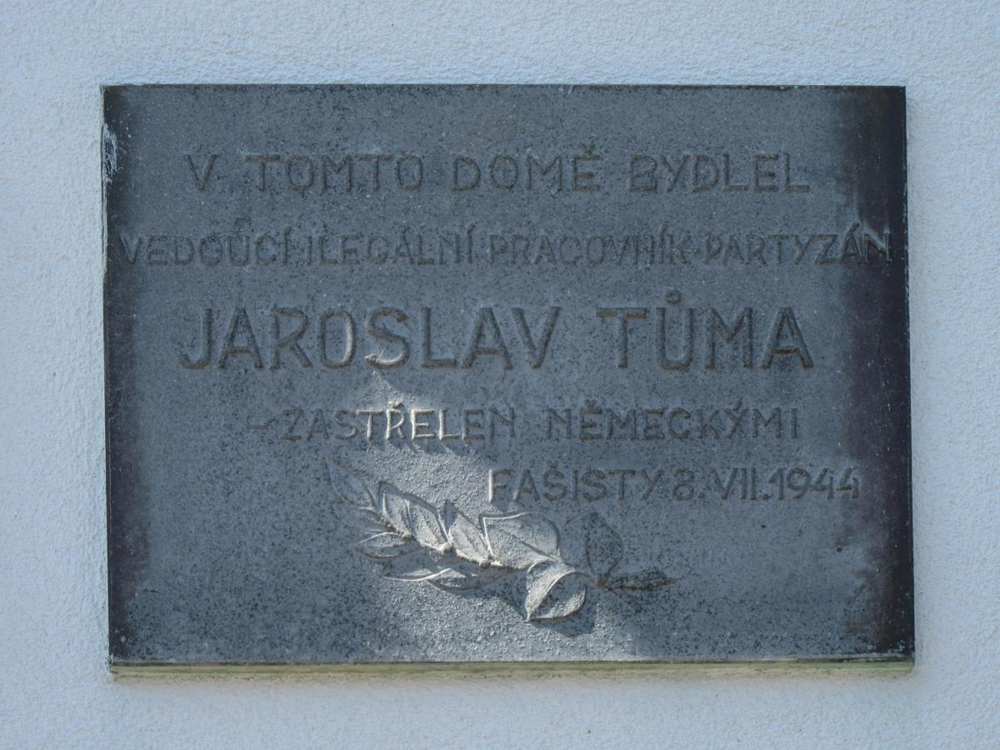 V TOMTO DOMĚ BYDLEL
VEDOUCÍ ILEGÁLNÍ PRACOVNÍK-PARTYZÁN
JAROSLAV TŮMA
-ZASTŘELEN NĚMECKÝMI
FAŠISTY 8.VII.1944